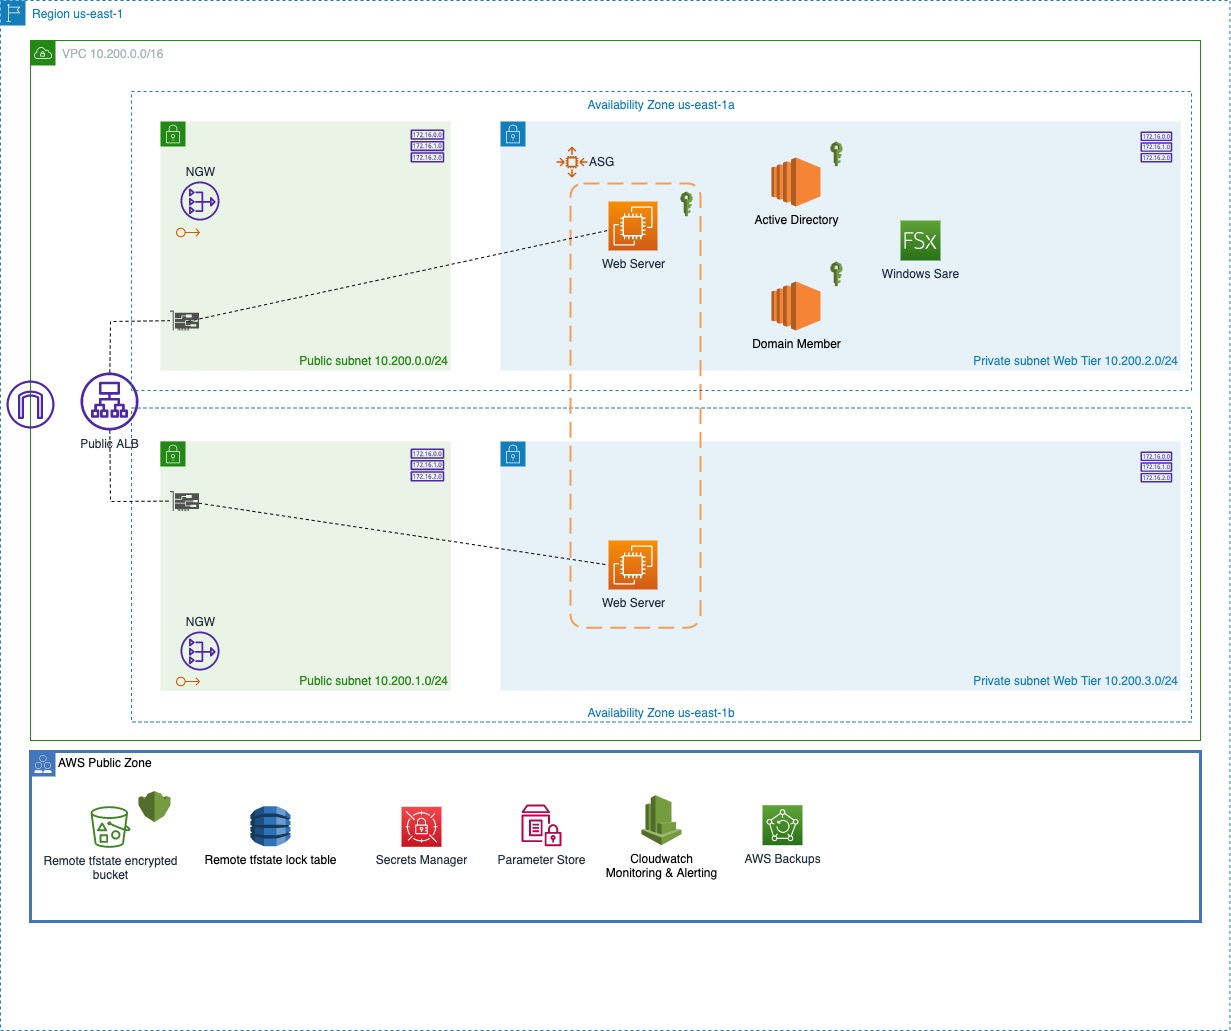 Region us-east-1
VPC 10.200.0.0/16
Availability Zone us-east-1a
172.16.0.0
172.16.1.0
172.16.2.0
NGW
Public subnet 10.200.0.0/24
ASG
Web Server
Active Directory
Domain Member
FSx
Windows Sare
172.16.0.0
172.16.1.0
172.16.2.0
Private subnet Web Tier 10.200.2.0/24
Public ALB
172.16.0.0
172.16.1.0
172.16.2.0
NGW
Public subnet 10.200.1.0/24
Web Server
172.16.0.0
172.16.1.0
172.16.2.0
Private subnet Web Tier 10.200.3.0/24
Availability Zone us-east-1b
AWS Public Zone
Remote tfstate encrypted
bucket
Remote tfstate lock table
Secrets Manager
Parameter Store
Cloudwatch
Monitoring & Alerting
AWS Backups